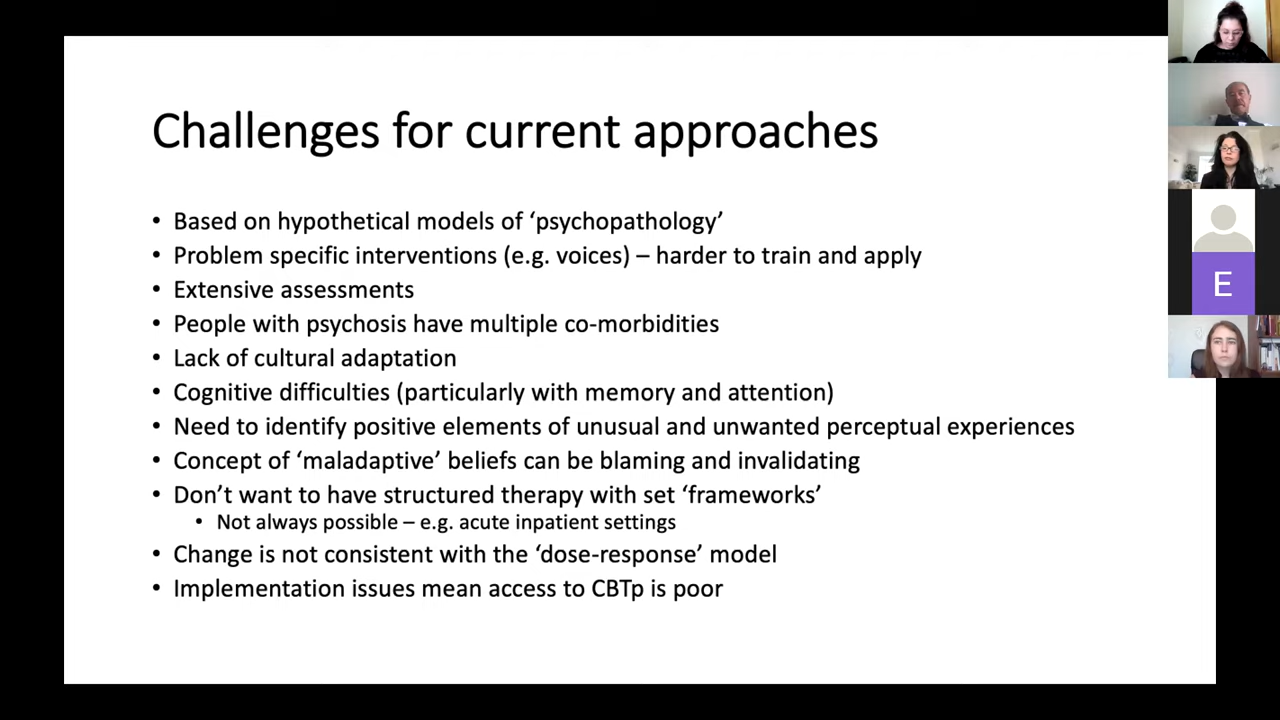 Challenges for current approaches
• Based on hypothetical models of ‘psychopathology’
• Problem specific interventions (e.g. voices) – harder to train and apply
• Extensive assessments
• People with psychosis have multiple co-morbidities
• Lack of cultural adaptation
• Cognitive difficulties (particularly with memory and attention)
• Need to identify positive elements of unusual and unwanted perceptual experiences
• Concept of ‘maladaptive’ beliefs can be blaming and invalidating
• Don’t want to have structured therapy with set ‘frameworks’
• Not always possible – e.g. acute inpatient settings
• Change is not consistent with the ‘dose-response’ model
• Implementation issues mean access to CBTp is poor
E